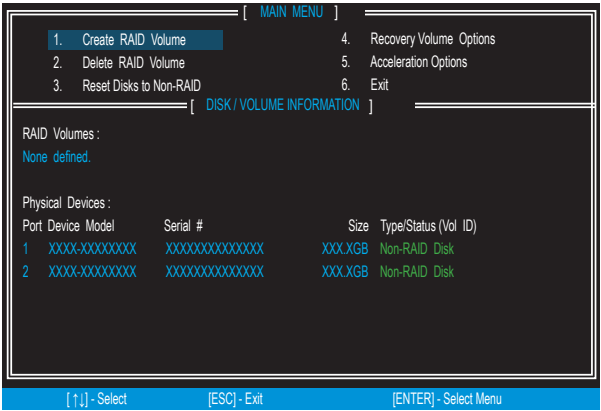 [ MAIN MENU ]
1. Create RAID Volume 4. Recovery Volume Options
2. Delete RAID Volume 5. Acceleration Options
3. Reset Disks to Non-RAID 6. Exit
[ DISK / VOLUME INFORMATION ]
RAID Volumes :
None defined.
Physical Devices :
Port Device Model Serial # Size Type/Status (Vol ID)
1 XXXX-XXXXXXXX XXXXXXXXXXXXXX XXX.XGB Non-RAID Disk
2 XXXX-XXXXXXXX XXXXXXXXXXXXXX XXX.XGB Non-RAID Disk
[↑↓] - Select [ESC] - Exit [ENTER] - Select Menu